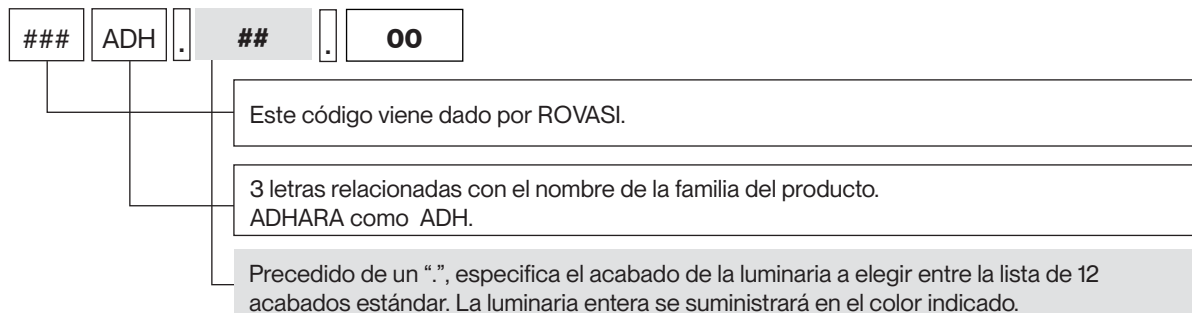 ### ADH . ## . 00
Este código viene dado por ROVASI.
3 letras relacionadas con el nombre de la familia del producto.
ADHARA como ADH.
Precedido de un “.”, especifica el acabado de la luminaria a elegir entre la lista de 12
acabados estándar. La luminaria entera se suministrará en el color indicado.